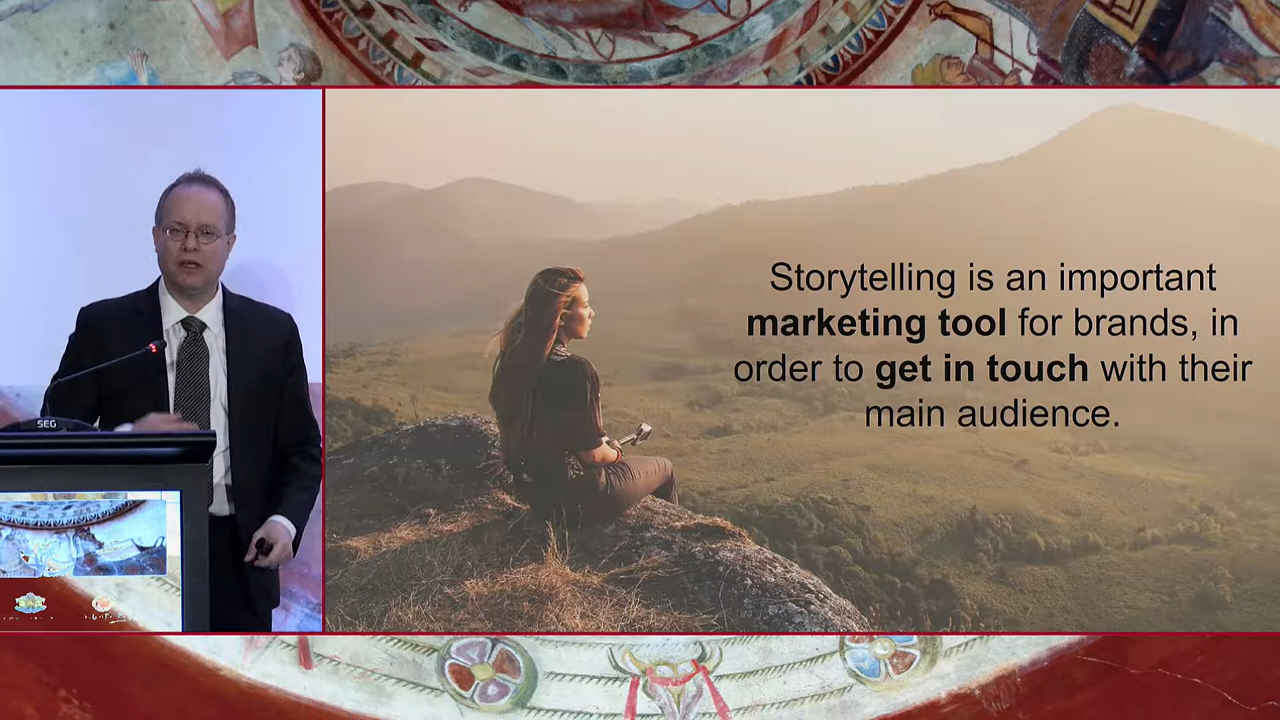 Storytelling is an important
marketing tool for brands, in
order to get in touch with their
main audience.
SEG